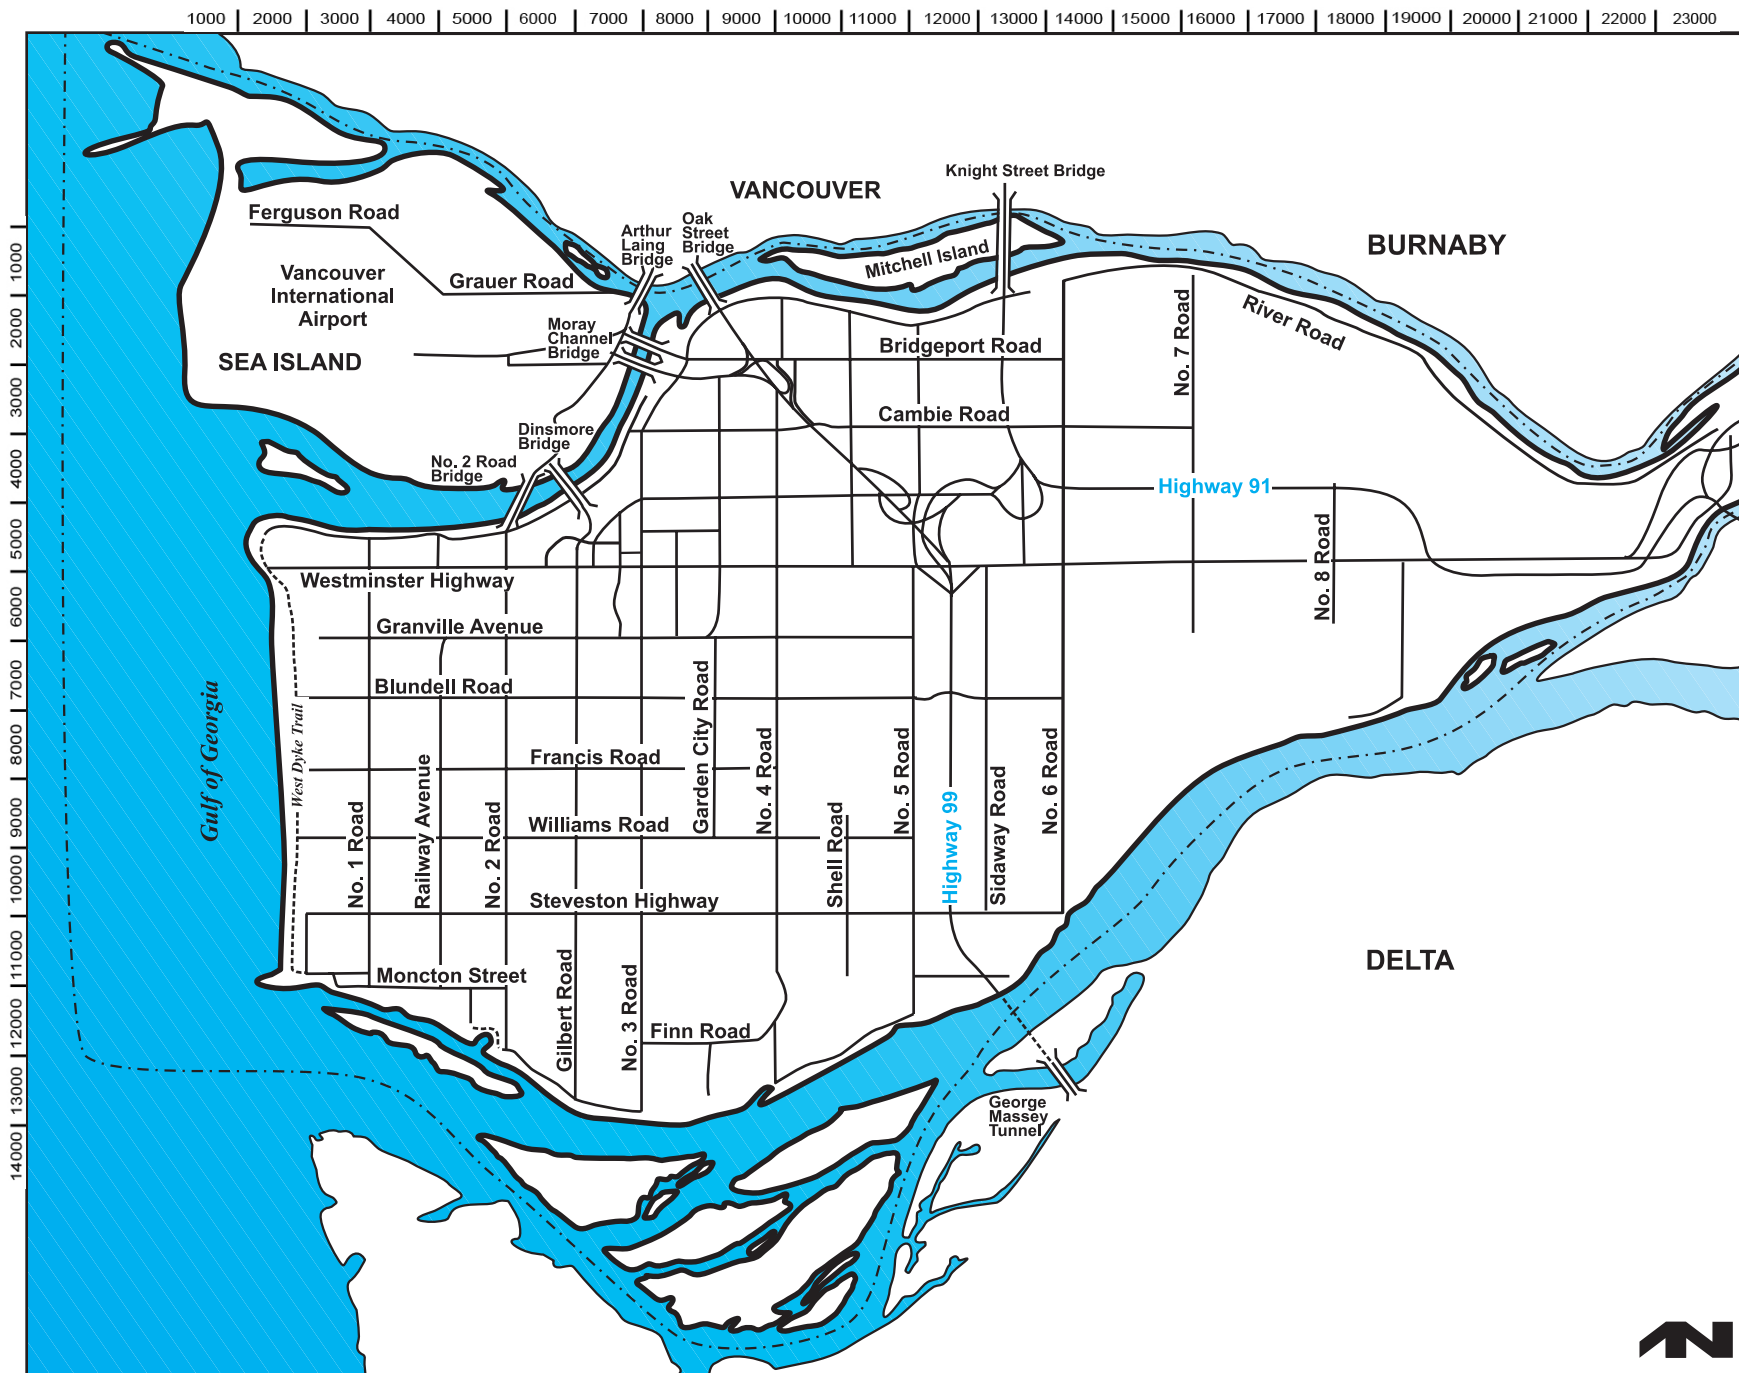 1000 2000 3000 4000 5000 6000 7000 8000 9000 10000 11000 12000 13000 14000 15000 16000 17000 18000 19000 20000 21000 22000 23000
Knight Street Bridge
VANCOUVER
Ferguson Road
Oak
Street
Bridge
Arthur
Laing
Bridge
BURNABY
Mitchell Island
Vancouver
International
Airport
Grauer Road
River Road
Moray
Channel
Bridge
No. 7 Road
Bridgeport Road
SEA ISLAND
Cambie Road
Dinsmore
Bridge
No. 2 Road
Bridge
Highway 91
No. 8 Road
Westminster Highway
Granville Avenue
Blundell Road
Garden City Road
Gulf of Georgia
West Dyke Trail
Francis Road
No. 4 Road
No. 5 Road
No. 6 Road
Railway Avenue
Williams Road
No. 1 Road
No. 2 Road
Shell Road
Highway 99
Sidaway Road
Steveston Highway
DELTA
Moncton Street
Gilbert Road
No. 3 Road
Finn Road
George
Massey
Tunnel
1000
2000
3000
4000
5000
6000
7000
8000
9000
10000
11000
12000
13000
14000
N